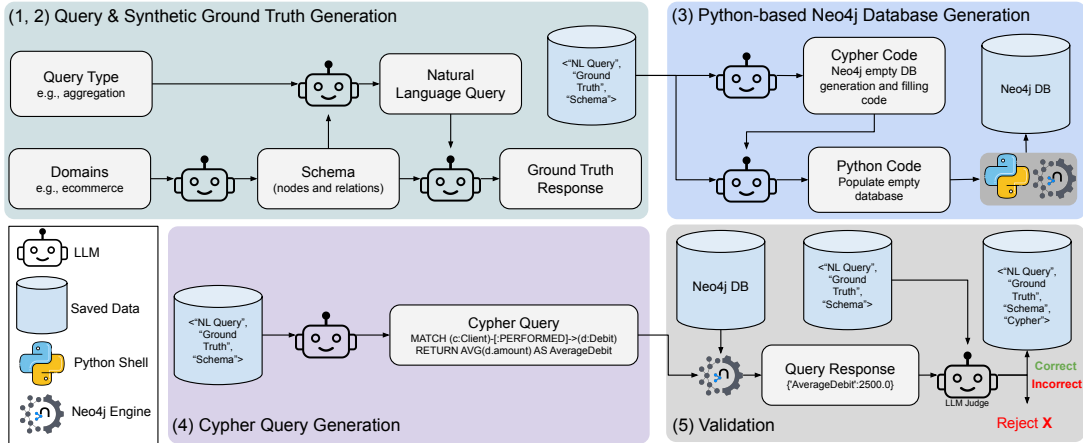 (1, 2) Query & Synthetic Ground Truth Generation
Query Type
e.g., aggregation
Natural
Language Query
<“NL Query”,
“Ground
Truth”,
“Schema”>
Domains
e.g., ecommerce
Schema
(nodes and relations)
Ground Truth
Response
(3) Python-based Neo4j Database Generation
Cypher Code
Neo4j empty DB
generation and filling
code
Neo4j DB
Python Code
Populate empty
database
LLM
Saved Data
Python Shell
Neo4j Engine
<“NL Query”,
“Ground
Truth”,
“Schema”>
Cypher Query
MATCH (c:Client)-[:PERFORMED]->(d:Debit)
RETURN AVG(d.amount) AS AverageDebit
(4) Cypher Query Generation
Neo4j DB
<“NL Query”,
“Ground
Truth”,
“Schema”>
<“NL Query”,
“Ground
Truth”,
“Schema”,
“Cypher”>
Query Response
{'AverageDebit':2500.0}
LLM Judge
Correct
Incorrect
Reject X
(5) Validation